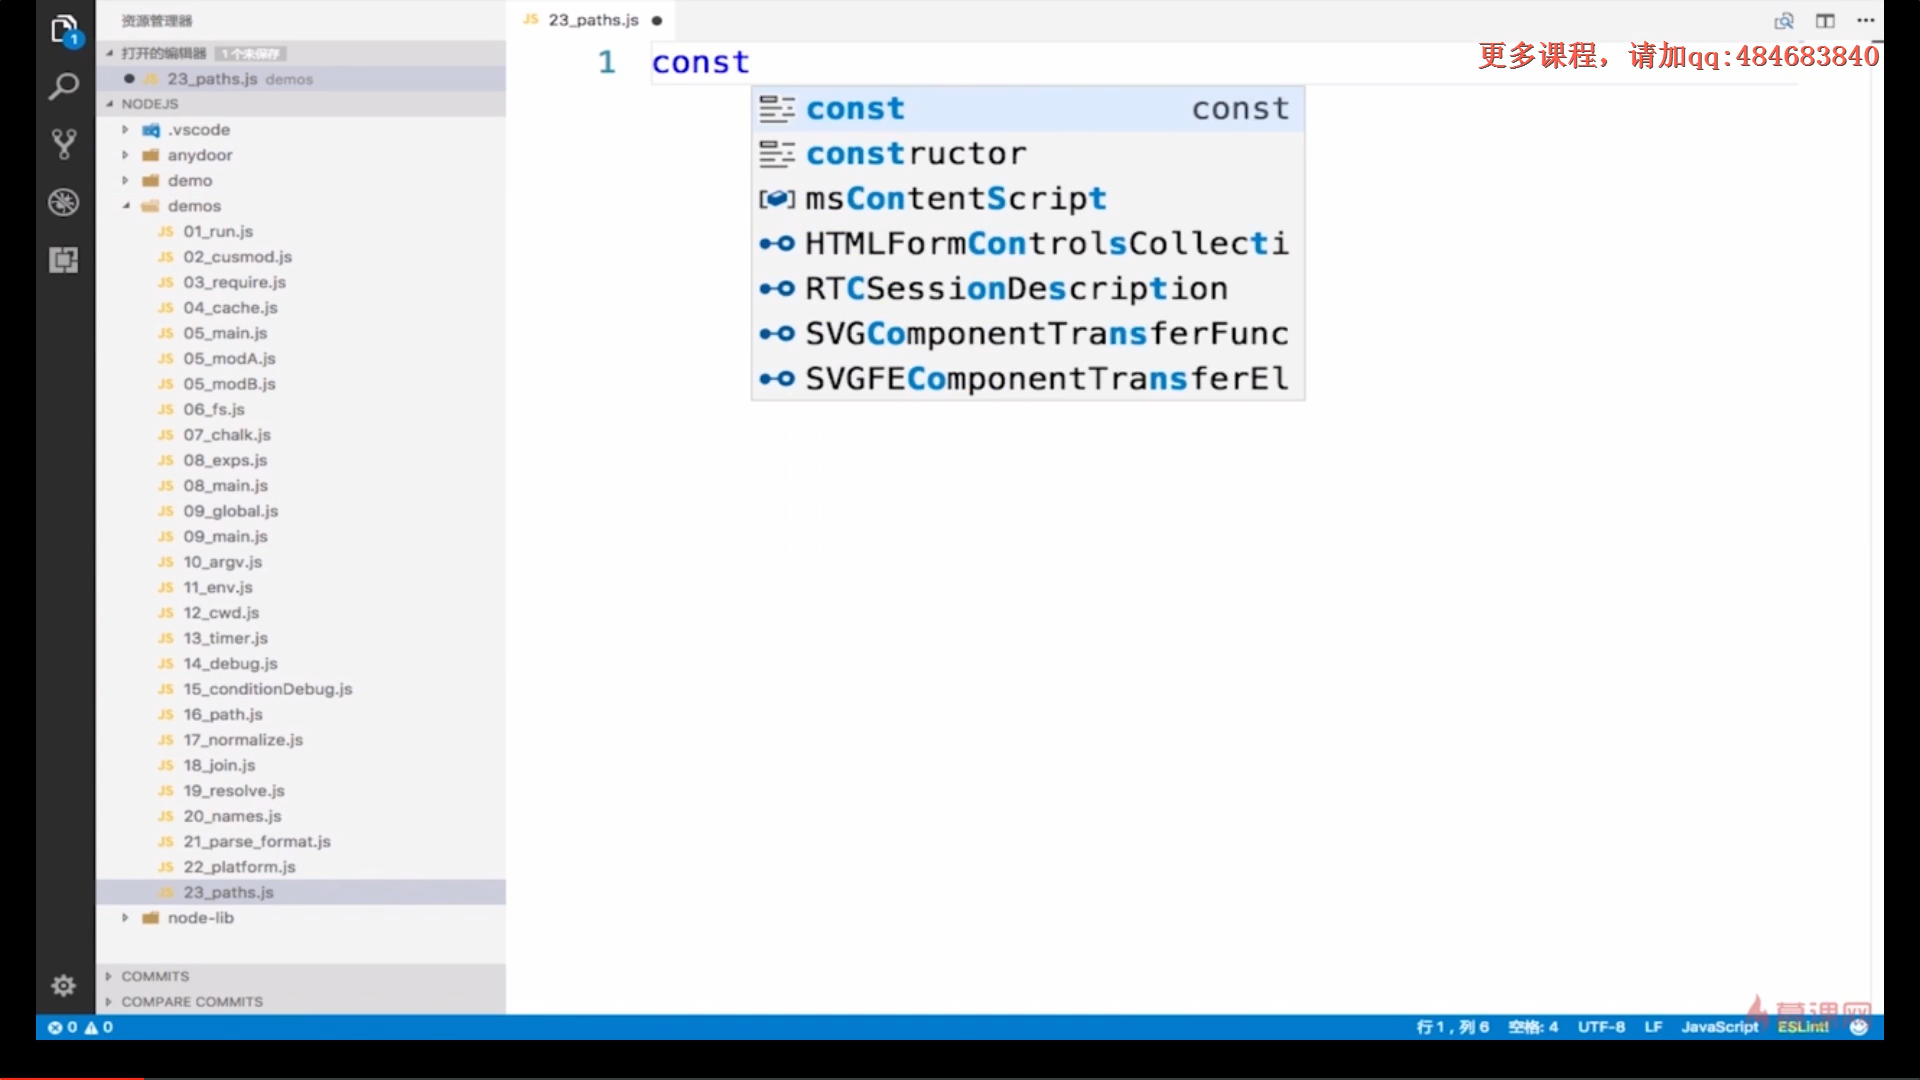 资源管理器
打开的编辑器 1 个未保存
JS 23_paths.js demos
NODEJS
.vscode
anydoor
demo
demos
JS 01_run.js
JS 02_cusmod.js
JS 03_require.js
JS 04_cache.js
JS 05_main.js
JS 05_modA.js
JS 05_modB.js
JS 06_fs.js
JS 07_chalk.js
JS 08_exps.js
JS 08_main.js
JS 09_global.js
JS 09_main.js
JS 10_argv.js
JS 11_env.js
JS 12_cwd.js
JS 13_timer.js
JS 14_debug.js
JS 15_conditionDebug.js
JS 16_path.js
JS 17_normalize.js
JS 18_join.js
JS 19_resolve.js
JS 20_names.js
JS 21_parse_format.js
JS 22_platform.js
JS 23_paths.js
node-lib
COMMITS
COMPARE COMMITS
1
JS 23_paths.js
更多课程，请加qq:484683840
1 const
const const
constructor
msContentScript
HTMLFormControlsCollecti
RTCSessionDescription
SVGComponentTransferFunc
SVGFEComponentTransferEl
慕课网
0 0
行 1，列 6 空格: 4 UTF-8 LF JavaScript ESLint!